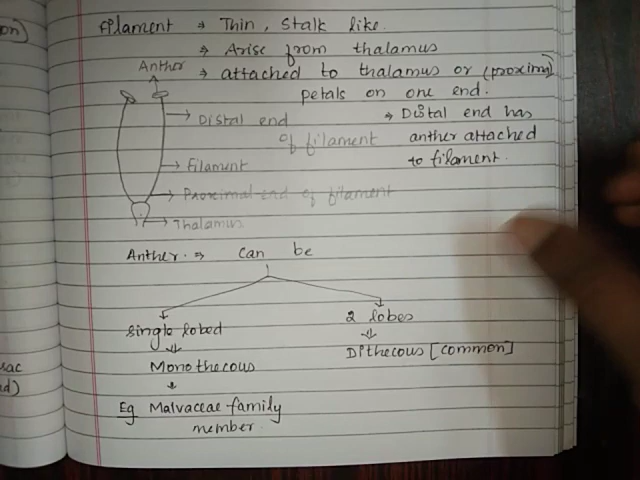 on)
Filament → Thin, Stalk like.
→ Arise from thalamus
Anther → attached to thalamus or (proximal)
petals on one end.
→ Distal end → Distal end has
of filament anther attached
→ Filament to filament.
→ Proximal end of filament
→ Thalamus
Anther. ⇒ can be
single lobed 2 lobes
⇓ ⇓
Monothecous Dithecous [common]
↓
Eg Malvaceae family
member.